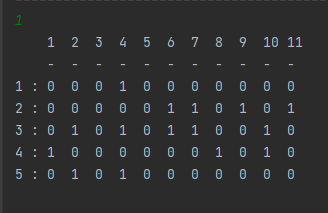 1
1 2 3 4 5 6 7 8 9 10 11
- - - - - - - - - - -
1 : 0 0 0 1 0 0 0 0 0 0 0
2 : 0 0 0 0 0 1 1 0 1 0 1
3 : 0 1 0 1 0 1 1 0 0 1 0
4 : 1 0 0 0 0 0 0 1 0 1 0
5 : 0 1 0 1 0 0 0 0 0 0 0